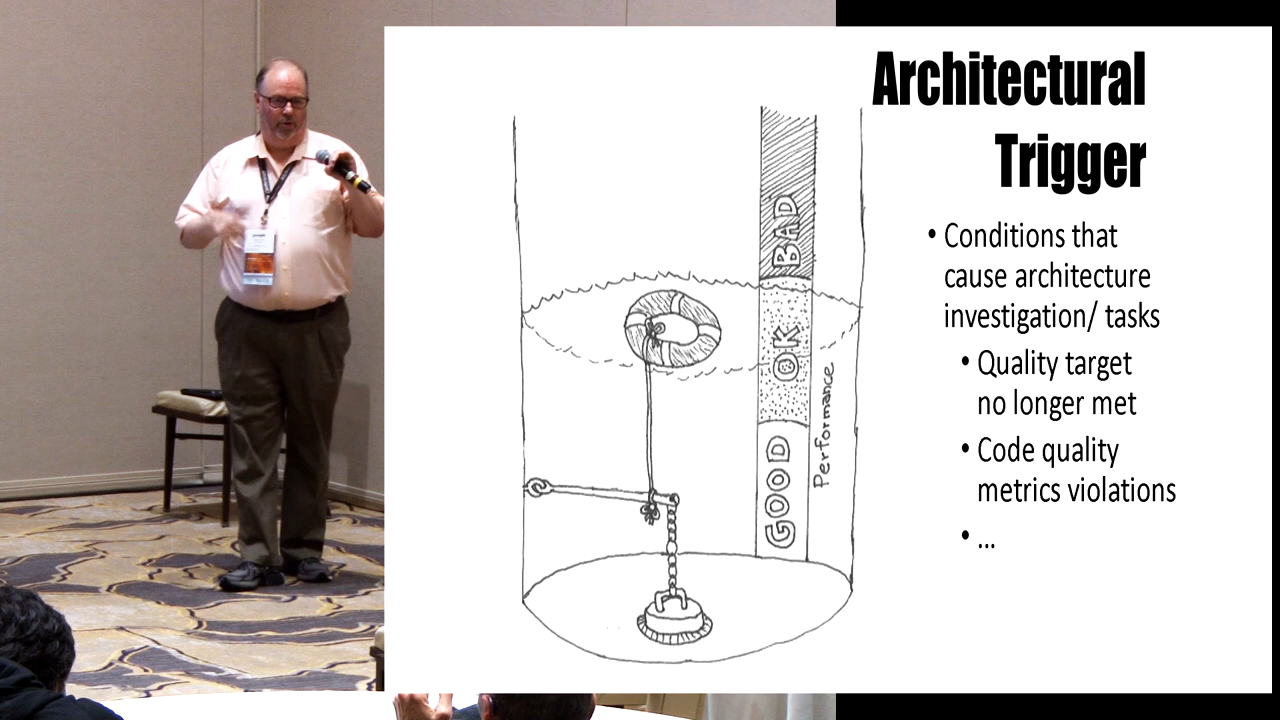 Architectural
Trigger
• Conditions that
cause architecture
investigation/ tasks
• Quality target
no longer met
• Code quality
metrics violations
• ...
BAD
OK
GOOD
Performance